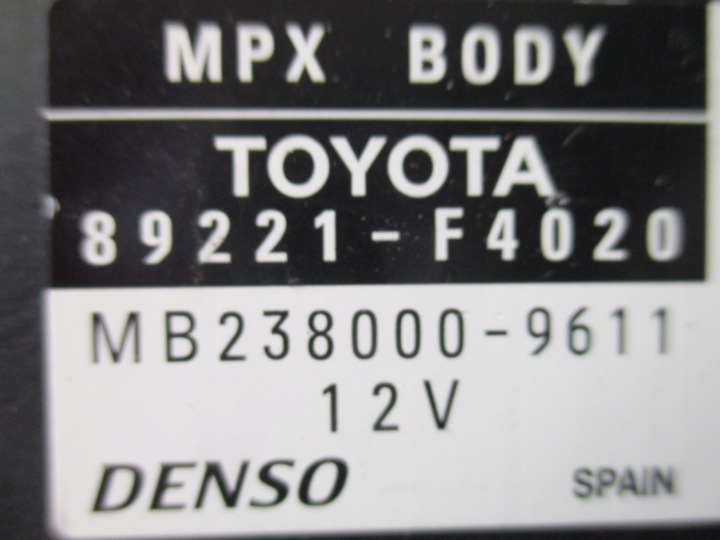 MPX BODY
TOYOTA
89221-F4020
MB238000-9611
12V
DENSO SPAIN